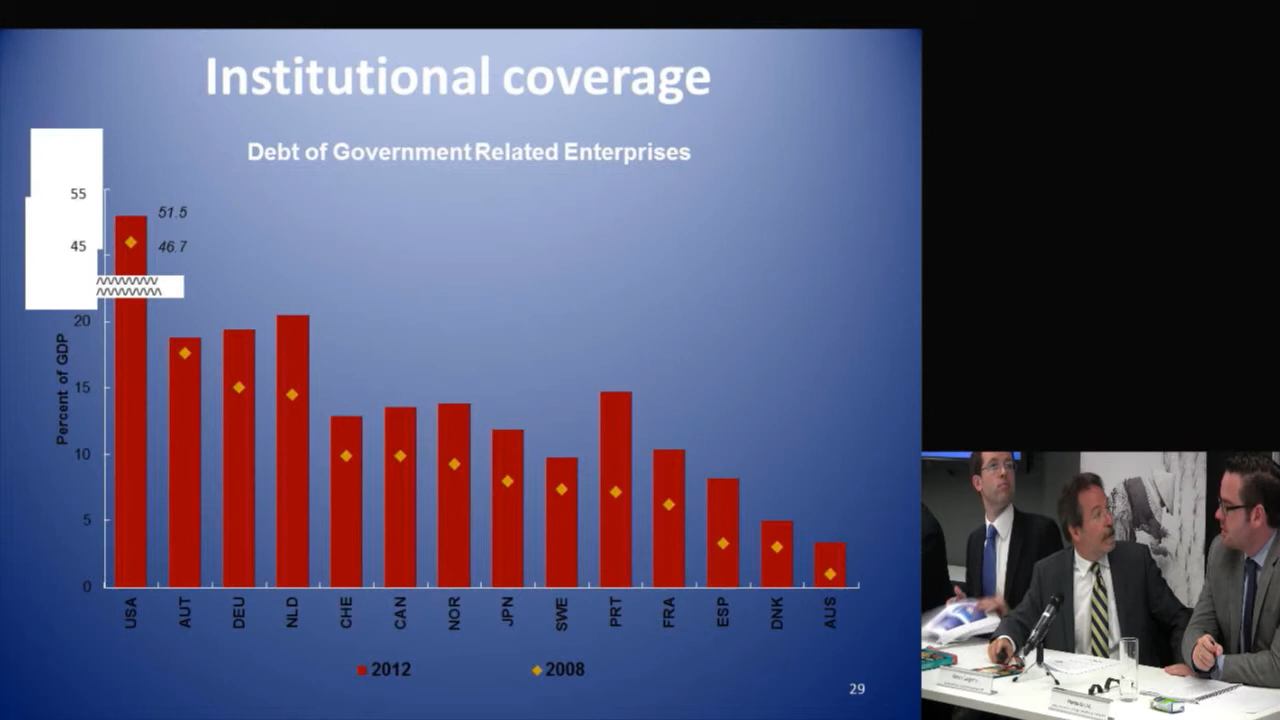 Institutional coverage
Debt of Government Related Enterprises
55
51.5
45
46.7
20
15
10
5
0
Percent of GDP
USA AUT DEU NLD CHE CAN NOR JPN SWE PRT FRA ESP DNK AUS
2012 2008
29